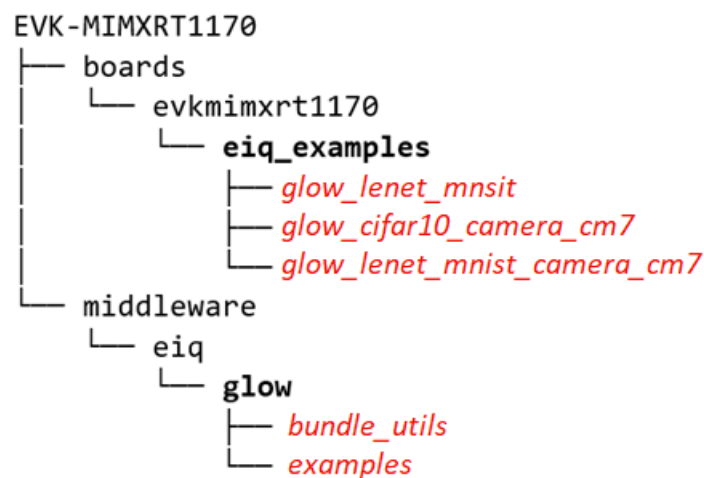 EVK-MIMXRT1170
├── boards
│   └── evkmimxrt1170
│       └── eiq_examples
│           ├── glow_lenet_mnsit
│           ├── glow_cifar10_camera_cm7
│           └── glow_lenet_mnist_camera_cm7
└── middleware
    └── eiq
        └── glow
            ├── bundle_utils
            └── examples